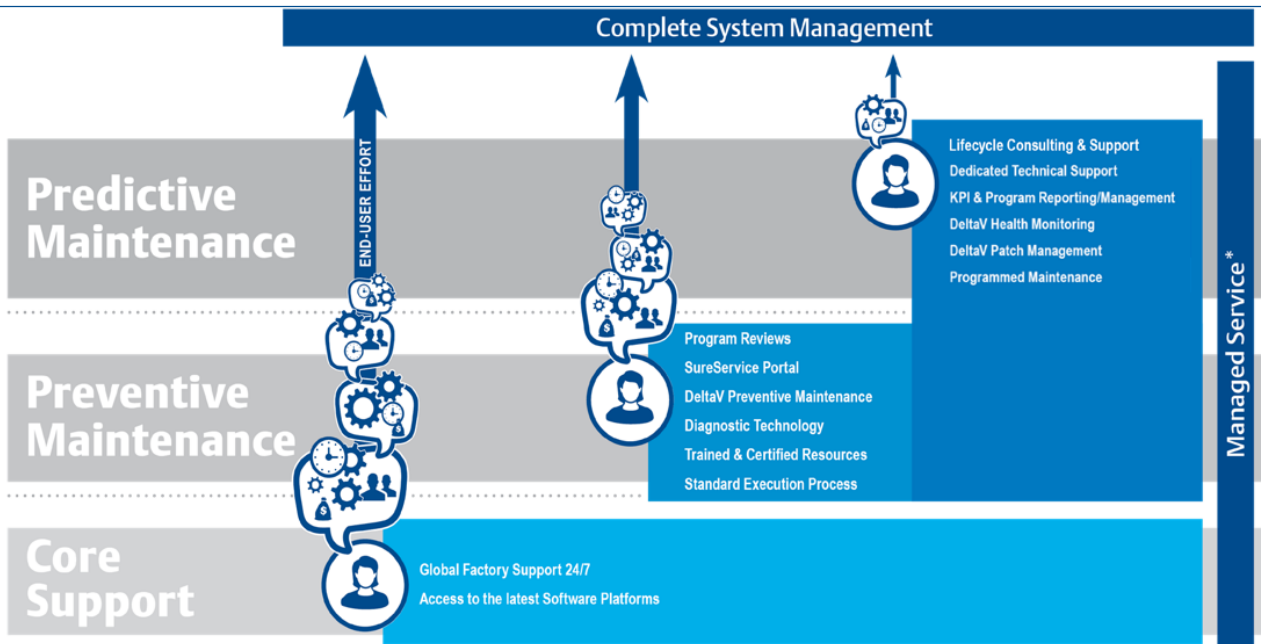 Complete System Management
END-USER EFFORT
Predictive
Maintenance
Lifecycle Consulting & Support
Dedicated Technical Support
KPI & Program Reporting/Management
DeltaV Health Monitoring
DeltaV Patch Management
Programmed Maintenance
Managed Service*
Preventive
Maintenance
Program Reviews
SureService Portal
DeltaV Preventive Maintenance
Diagnostic Technology
Trained & Certified Resources
Standard Execution Process
Core
Support
Global Factory Support 24/7
Access to the latest Software Platforms